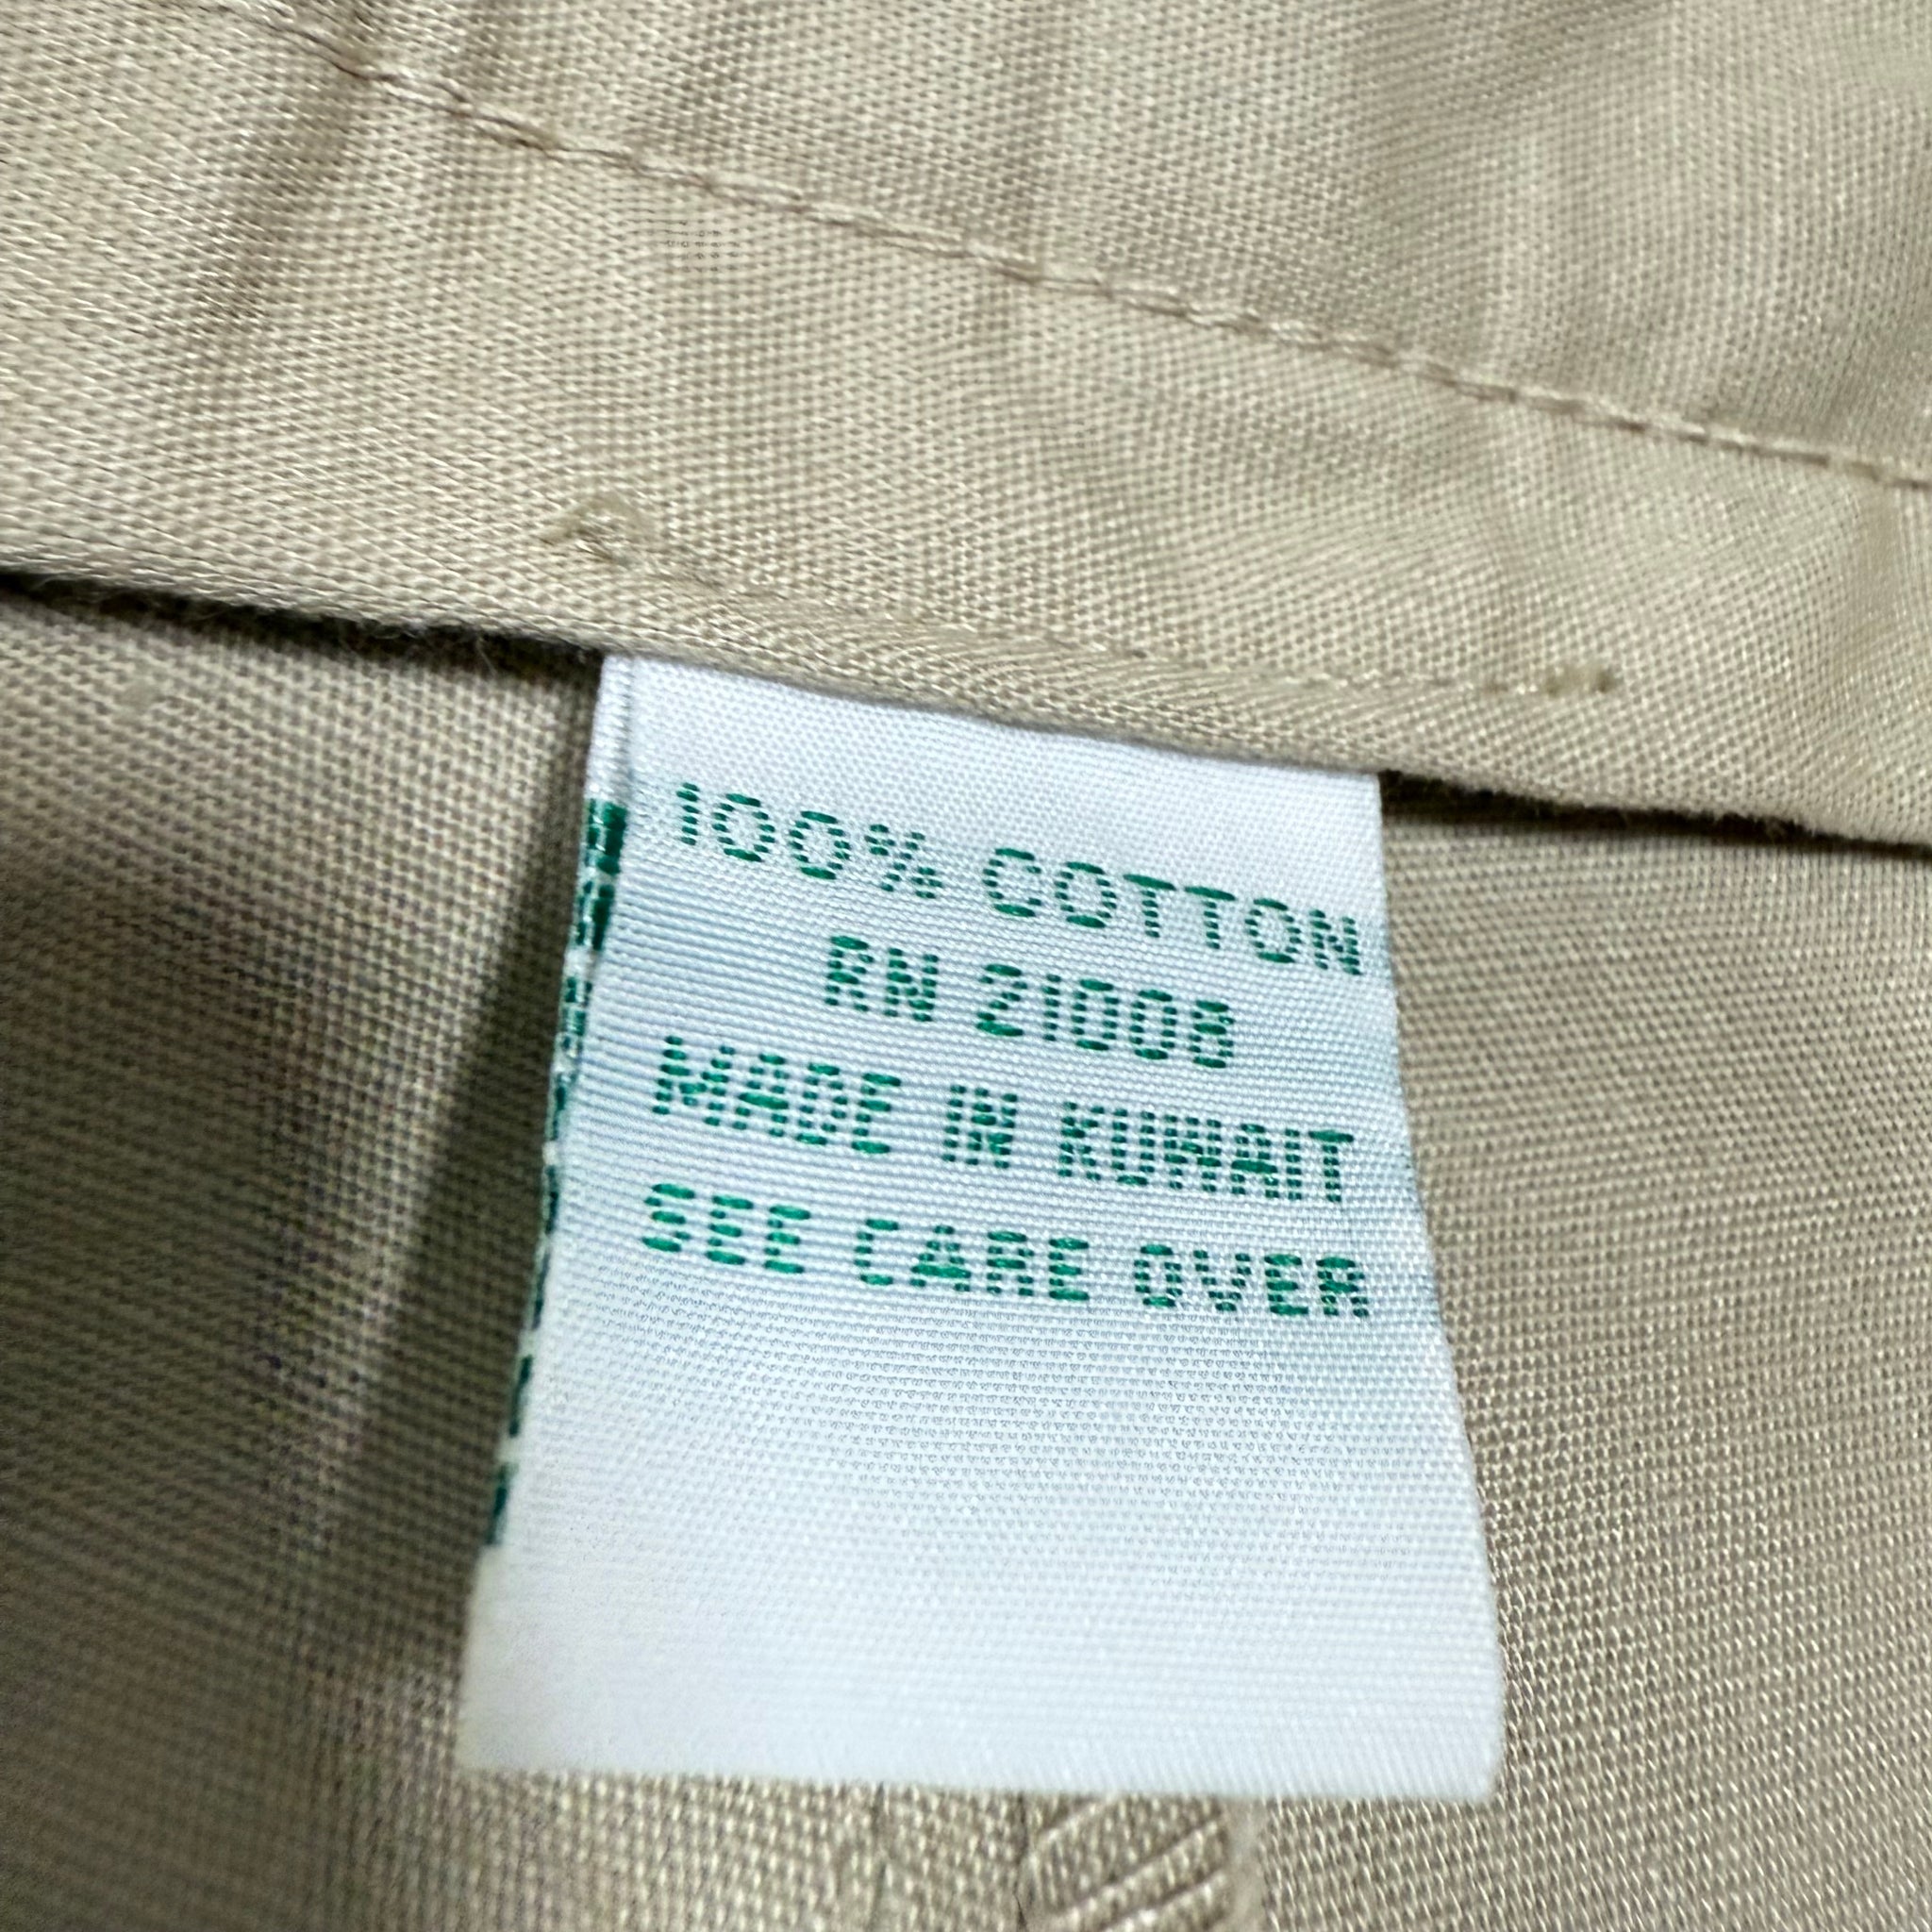 100% COTTON
RN 21008
MADE IN KUWAIT
SEE CARE OVER